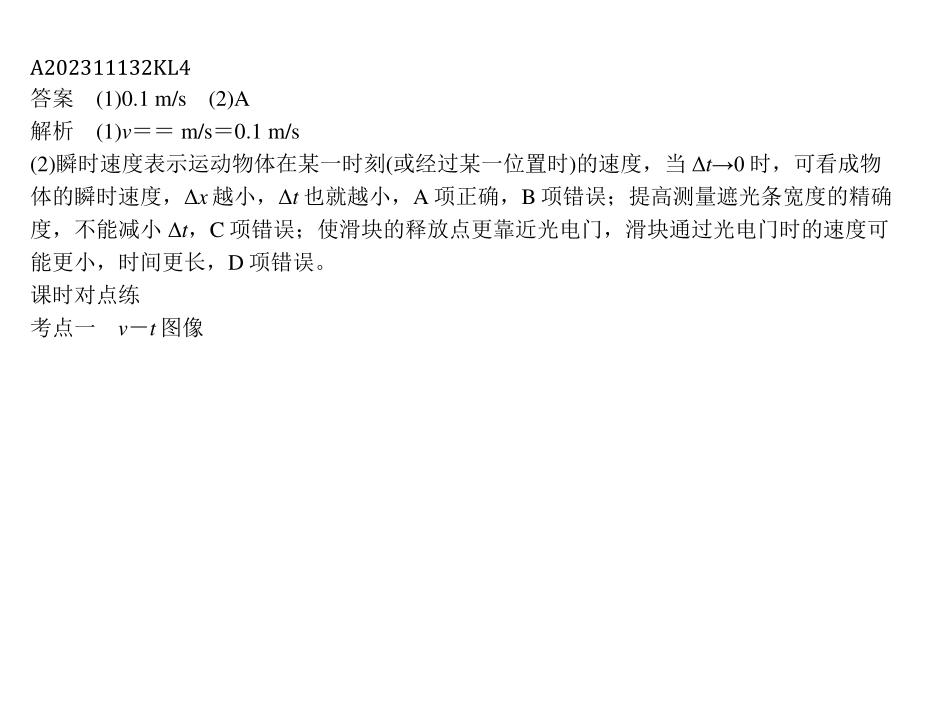 A202311132KL4
答案　(1)0.1 m/s　(2)A
解析　(1)v＝＝ m/s＝0.1 m/s
(2)瞬时速度表示运动物体在某一时刻(或经过某一位置时)的速度，当 Δt→0 时，可看成物
体的瞬时速度，Δx 越小，Δt 也就越小，A 项正确，B 项错误；提高测量遮光条宽度的精确
度，不能减小 Δt，C 项错误；使滑块的释放点更靠近光电门，滑块通过光电门时的速度可
能更小，时间更长，D 项错误。
课时对点练
考点一　v－t 图像